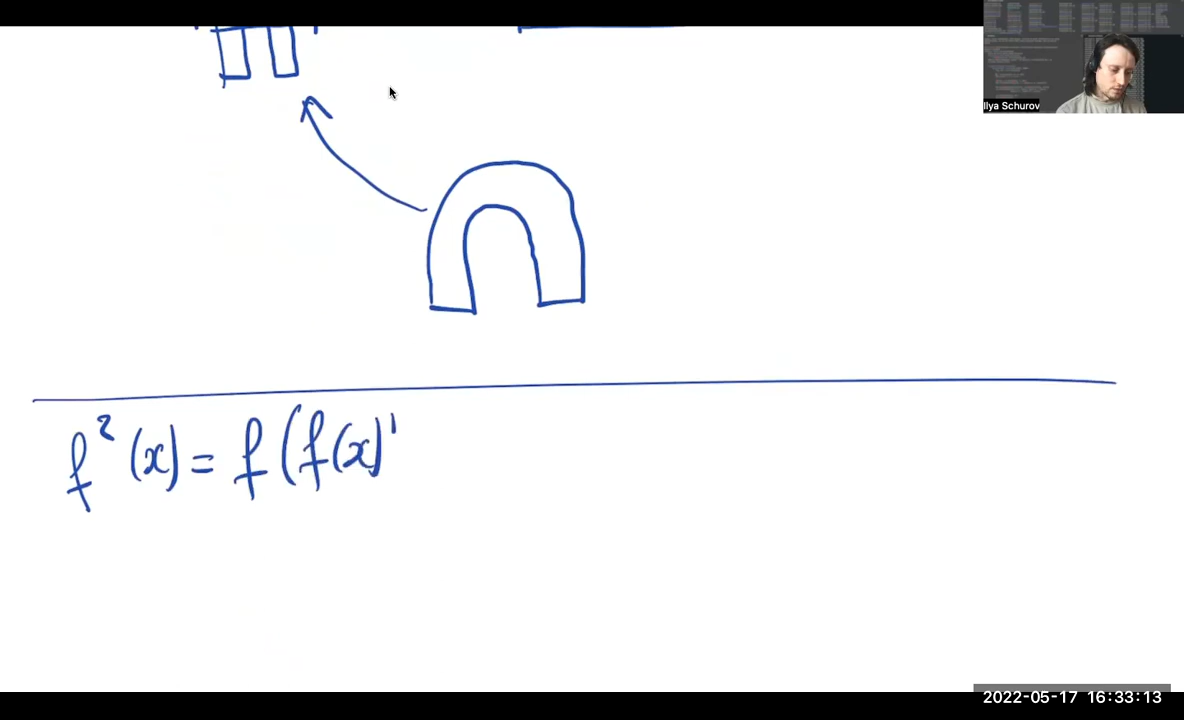 Ilya Schurov
f²(x) = f(f(x)
2022-05-17 16:33:13